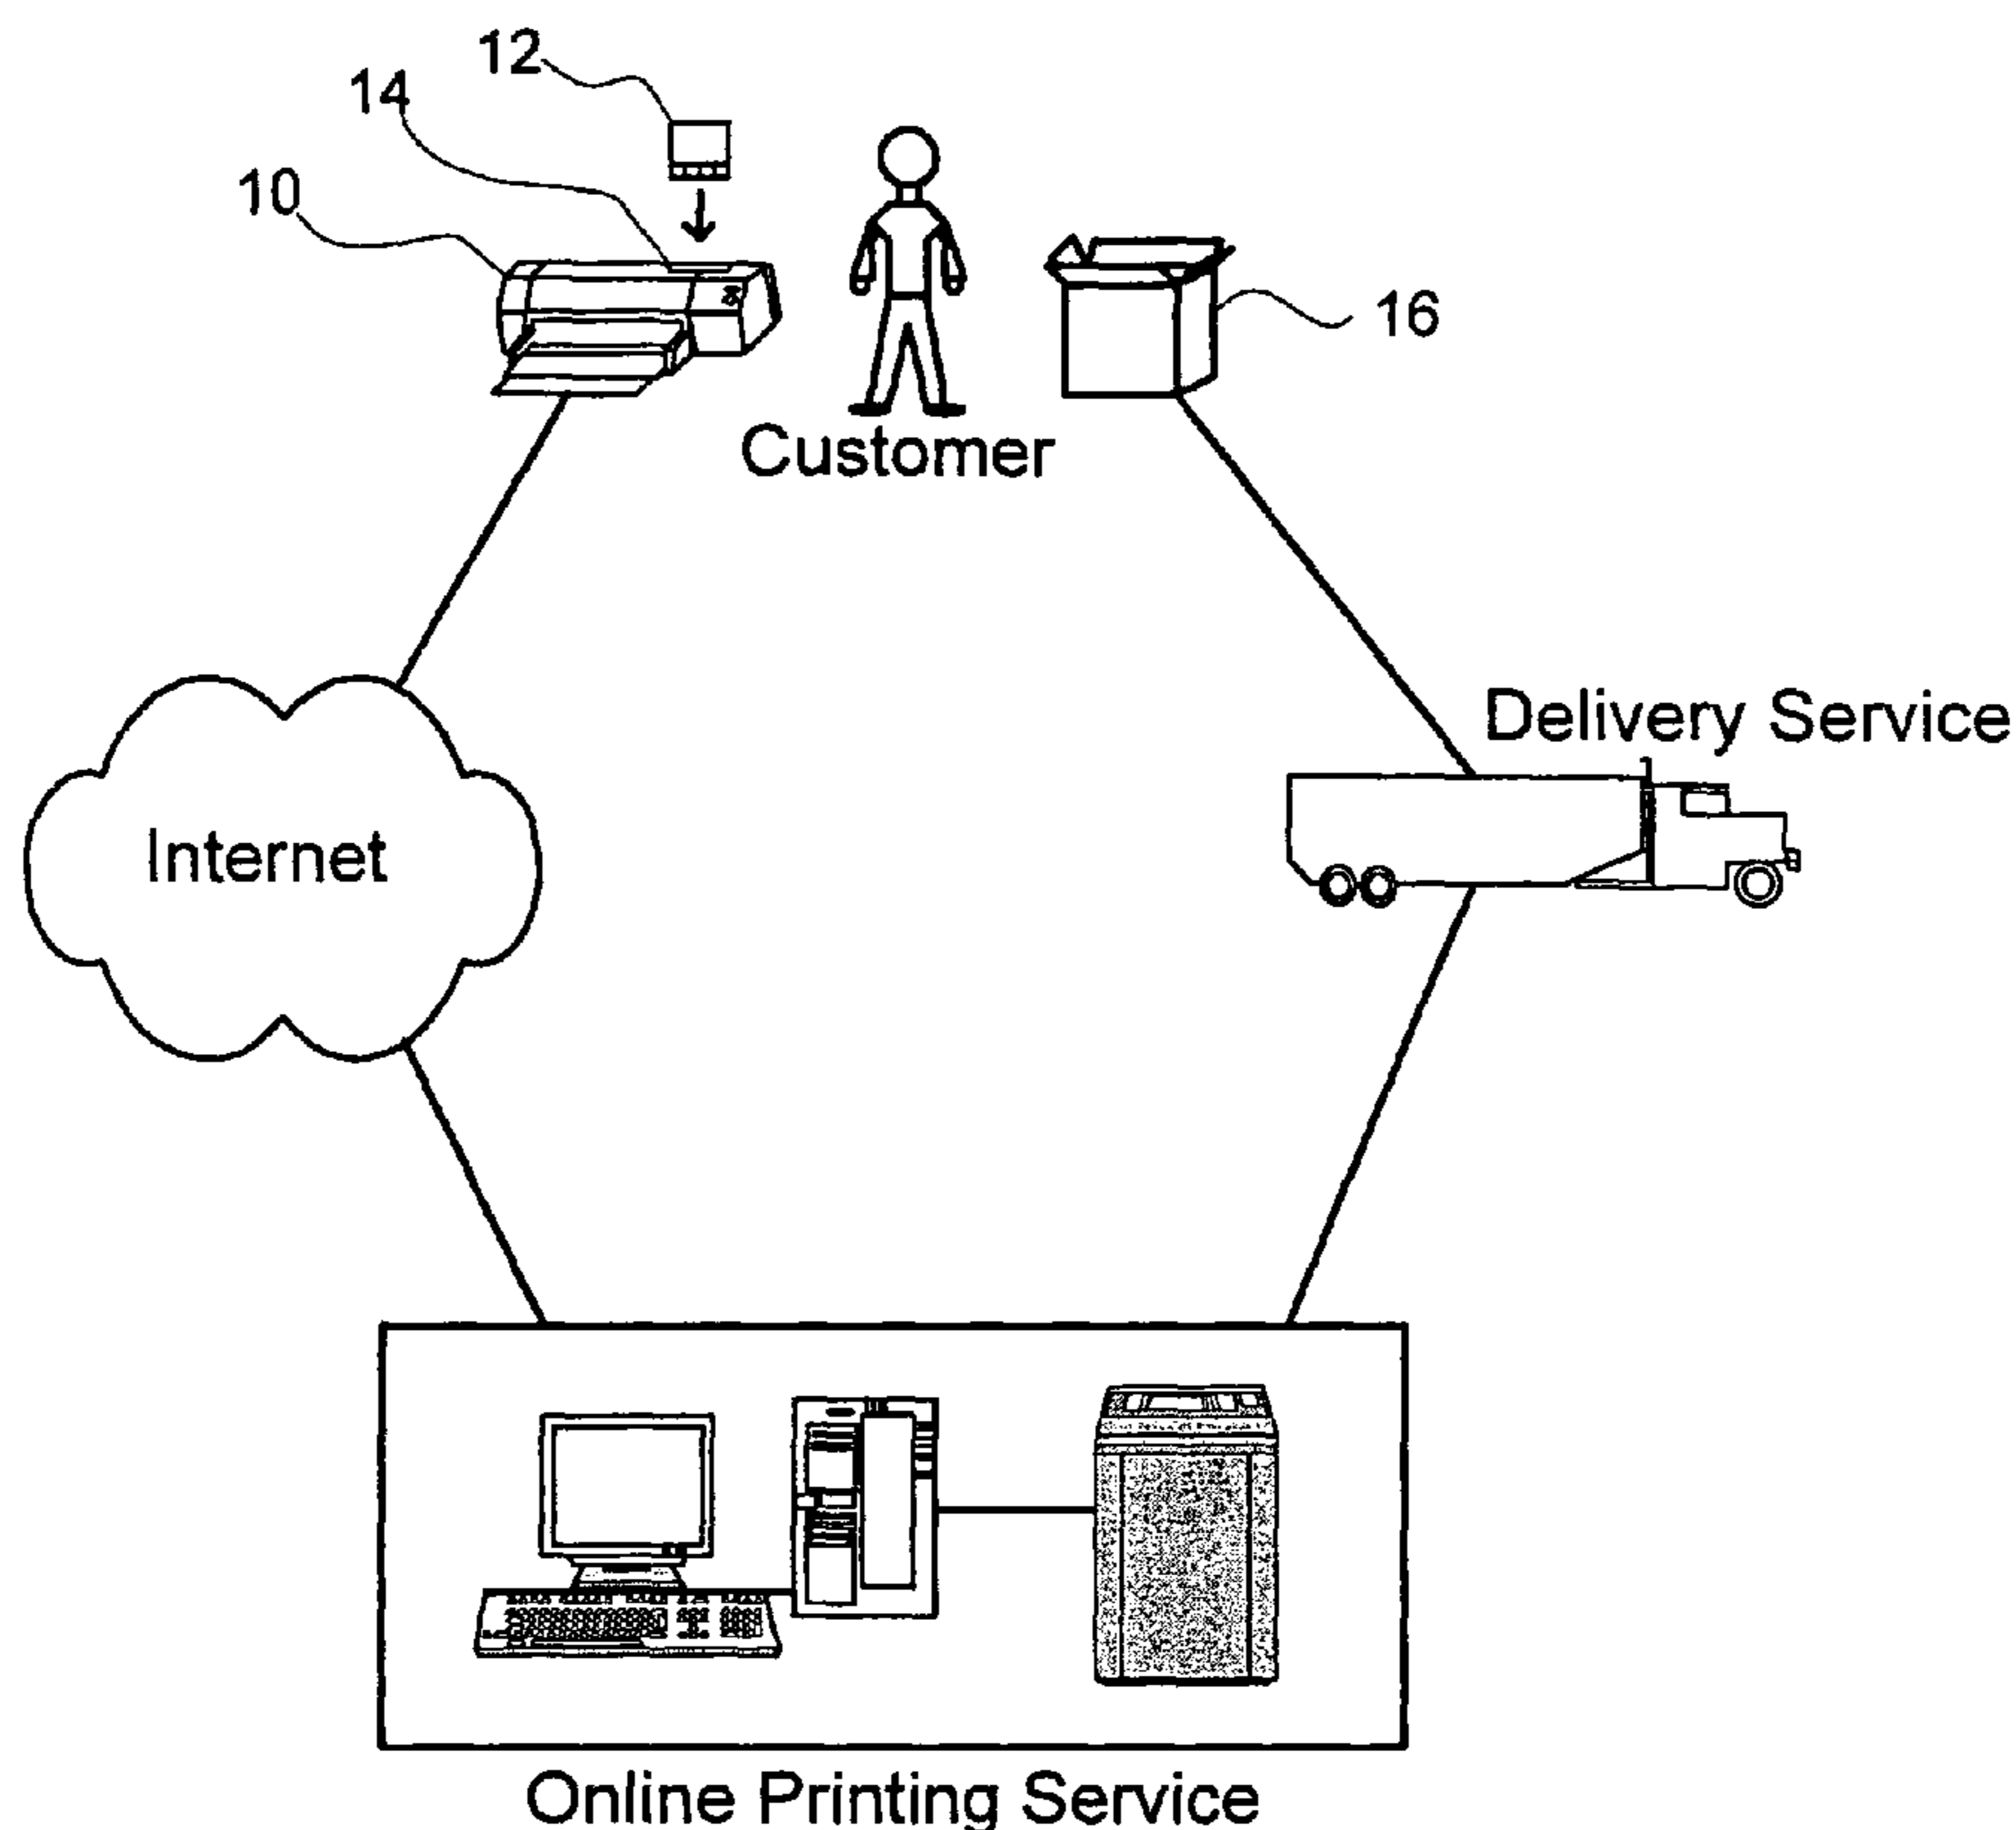 12
14
10
16
Customer
Delivery Service
Internet
Online Printing Service